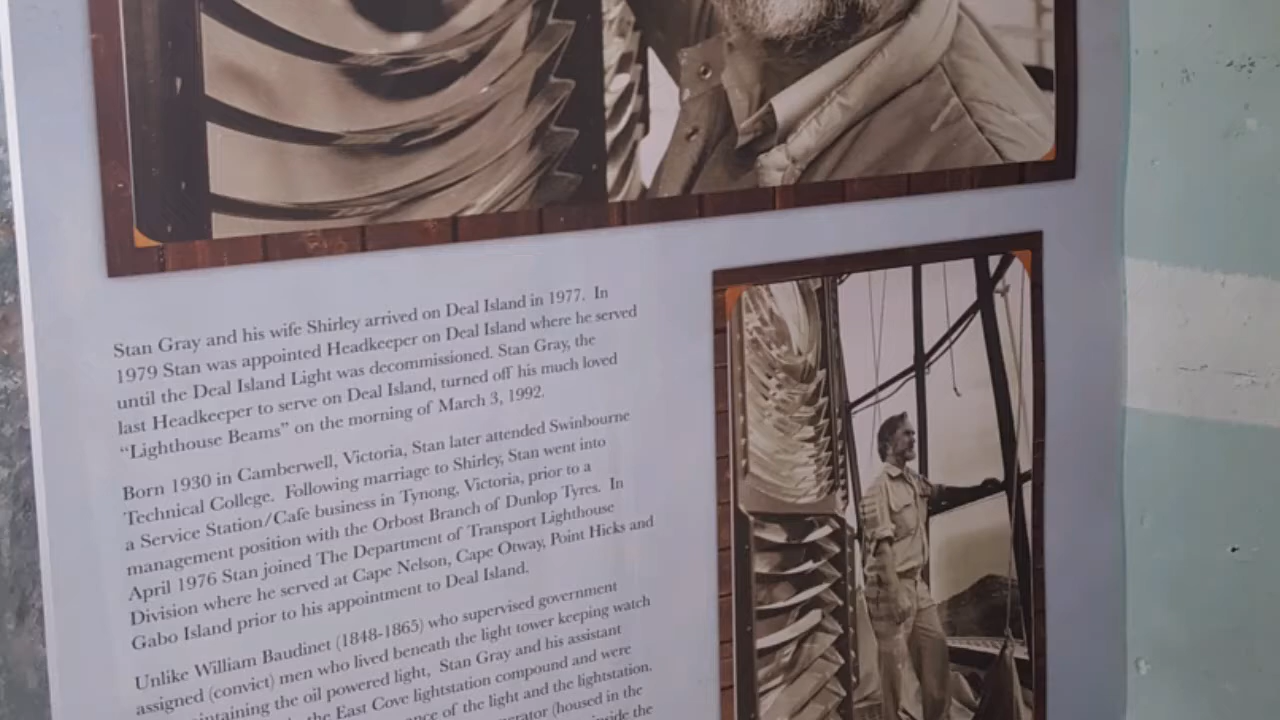 Stan Gray and his wife Shirley arrived on Deal Island in 1977. In
1979 Stan was appointed Headkeeper on Deal Island where he served
until the Deal Island Light was decommissioned. Stan Gray, the
last Headkeeper to serve on Deal Island, turned off his much loved
“Lighthouse Beams” on the morning of March 3, 1992.
Born 1930 in Camberwell, Victoria, Stan later attended Swinbourne
Technical College. Following marriage to Shirley, Stan went into
a Service Station/Cafe business in Tynong, Victoria, prior to a
management position with the Orbost Branch of Dunlop Tyres. In
April 1976 Stan joined The Department of Transport Lighthouse
Division where he served at Cape Nelson, Cape Otway, Point Hicks and
Gabo Island prior to his appointment to Deal Island.
Unlike William Baudinet (1848-1865) who supervised government
assigned (convict) men who lived beneath the light tower keeping watch
the oil powered light, Stan Gray and his assistant
the East Cove lightstation compound and were
of the light and the lightstation.
(housed in the
the